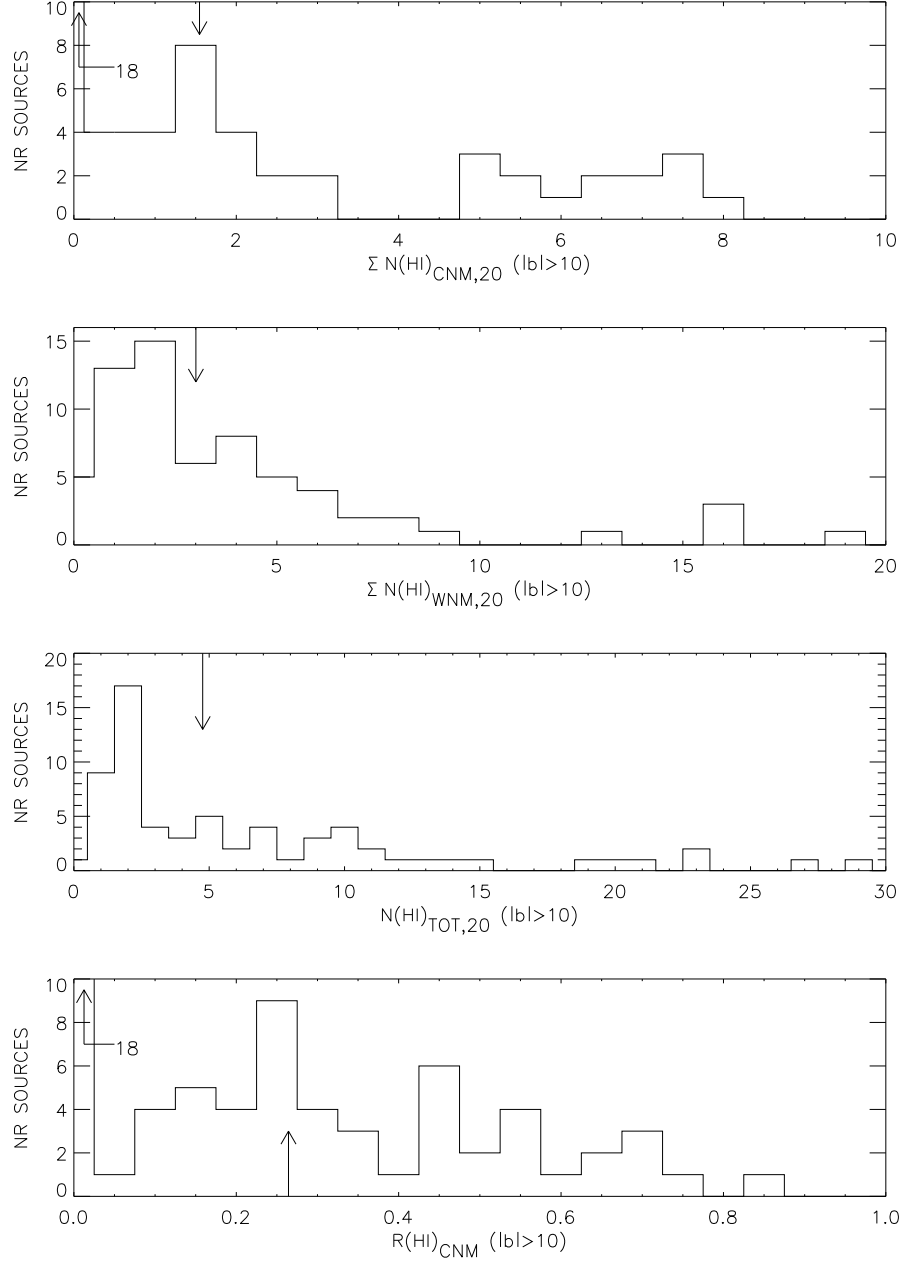 10
8
6
4
2
0
NR SOURCES
18
0 2 4 6 8 10
Σ N(HI)CNM,20 (|b|>10)
15
10
5
0
NR SOURCES
0 5 10 15 20
Σ N(HI)WNM,20 (|b|>10)
20
15
10
5
0
NR SOURCES
0 5 10 15 20 25 30
N(HI)TOT,20 (|b|>10)
10
8
6
4
2
0
NR SOURCES
18
0.0 0.2 0.4 0.6 0.8 1.0
R(HI)CNM (|b|>10)